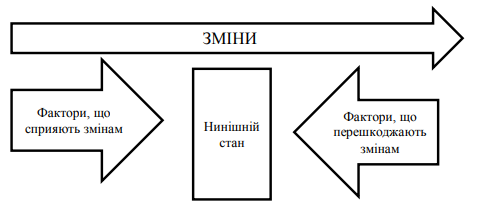 ЗМІНИ
Фактори, що
сприяють змінам
Нинішній
стан
Фактори, що
перешкоджають
змінам